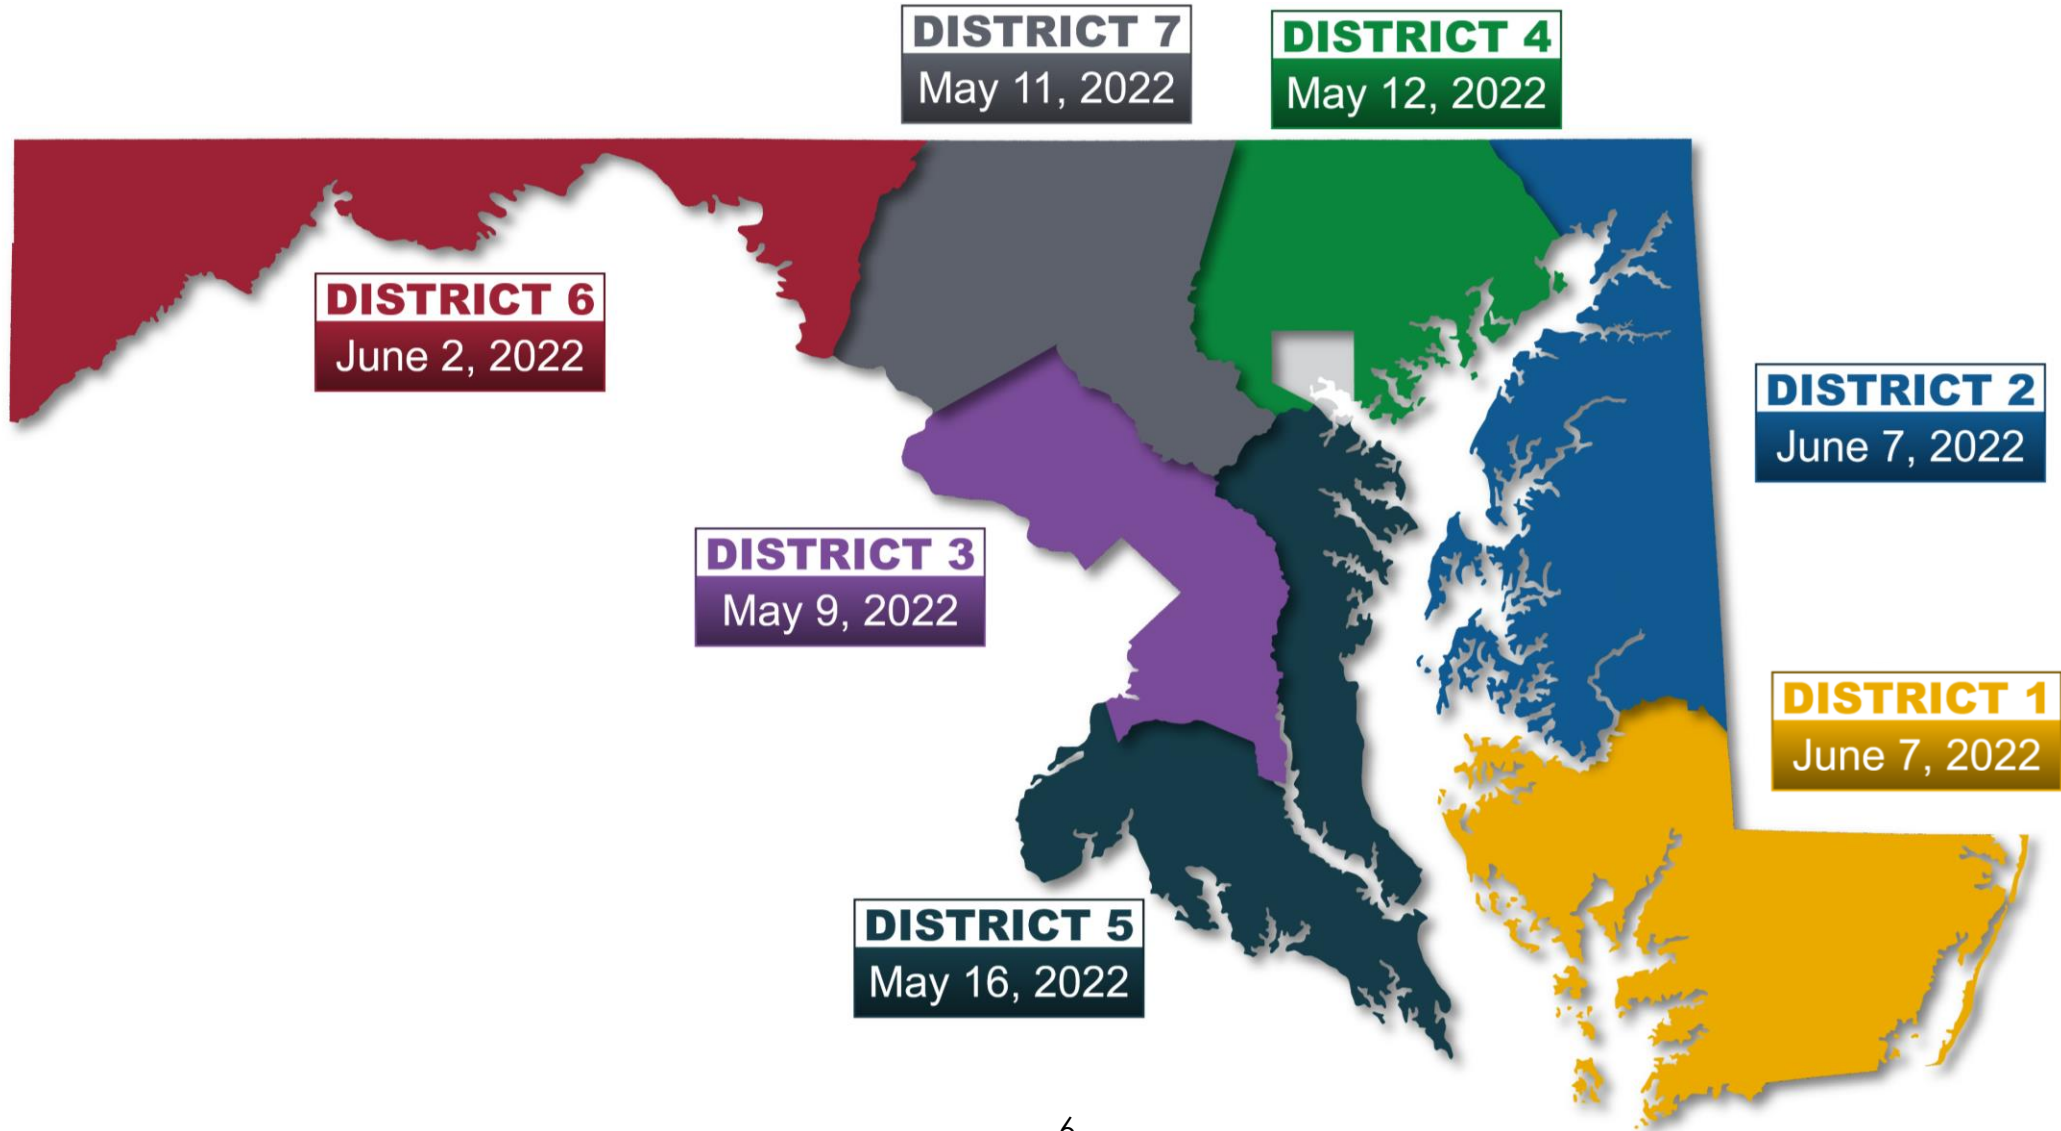 DISTRICT 7
May 11, 2022
DISTRICT 4
May 12, 2022
DISTRICT 6
June 2, 2022
DISTRICT 2
June 7, 2022
DISTRICT 3
May 9, 2022
DISTRICT 1
June 7, 2022
DISTRICT 5
May 16, 2022
6